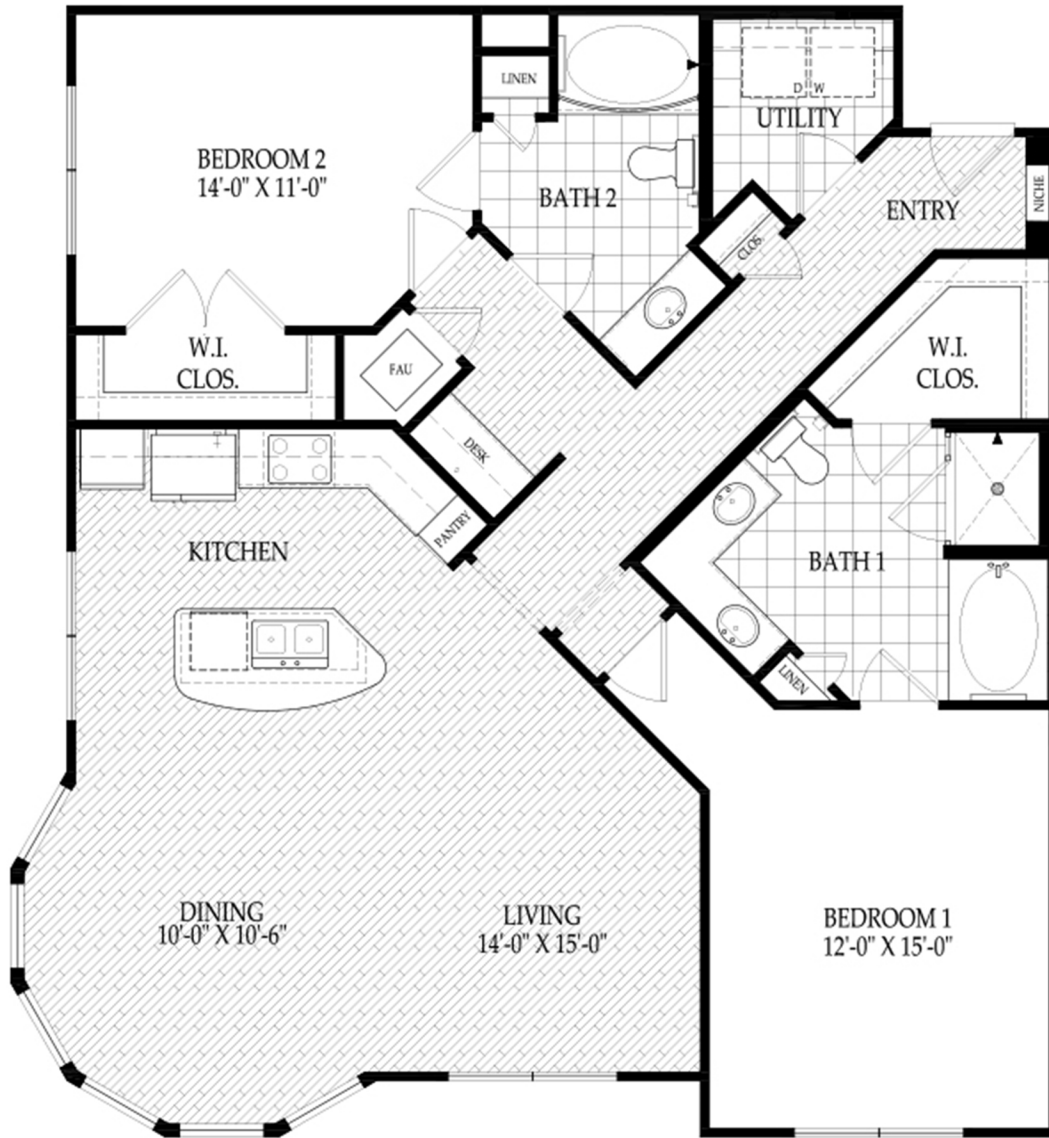 LINEN
D W
UTILITY
BEDROOM 2
14'-0" X 11'-0"
BATH 2
ENTRY
NICHE
CLOS.
W.I.
CLOS.
FAU
W.I.
CLOS.
DESK
PANTRY
KITCHEN
BATH 1
LINEN
DINING
10'-0" X 10'-6"
LIVING
14'-0" X 15'-0"
BEDROOM 1
12'-0" X 15'-0"